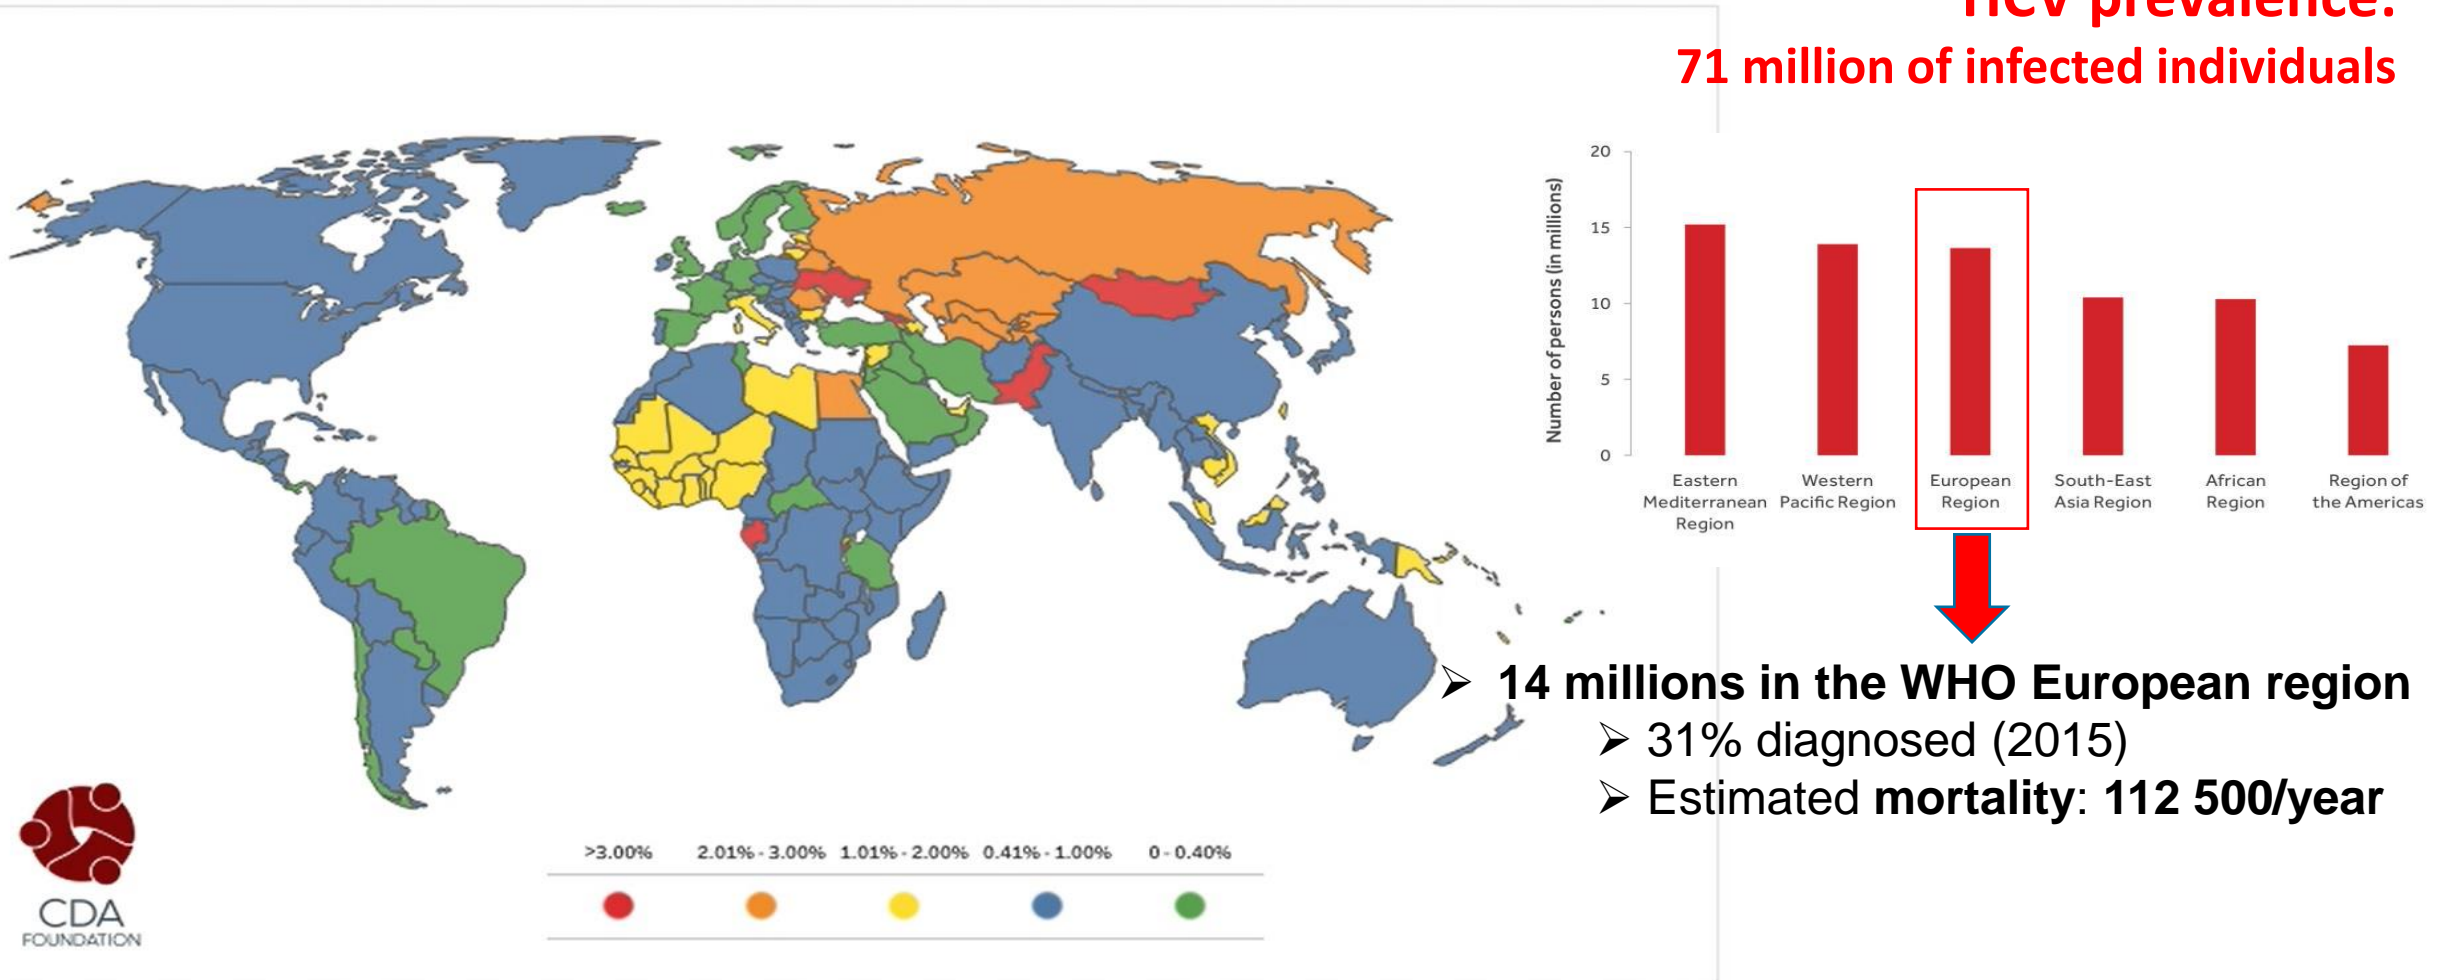 HCV prevalence:
71 million of infected individuals
Number of persons (in millions)
20
15
10
5
0
Eastern
Mediterranean
Region
Western
Pacific Region
European
Region
South-East
Asia Region
African
Region
Region of
the Americas
➢ 14 millions in the WHO European region
➢ 31% diagnosed (2015)
➢ Estimated mortality: 112 500/year
>3.00% 2.01% - 3.00% 1.01% - 2.00% 0.41% - 1.00% 0 - 0.40%
CDA
FOUNDATION